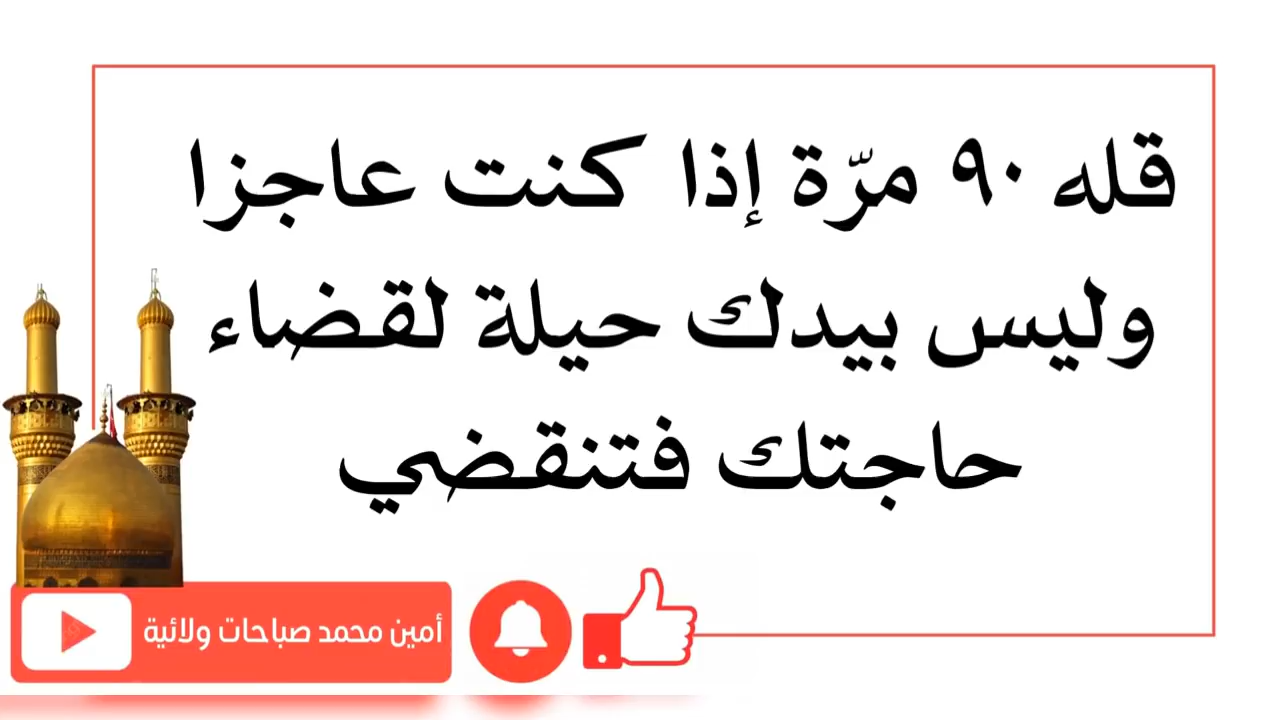 قله ٩٠ مرّة إذا كنت عاجزا
وليس بيدك حيلة لقضاء
حاجتك فتنقضي
أمين محمد صباحات ولائية